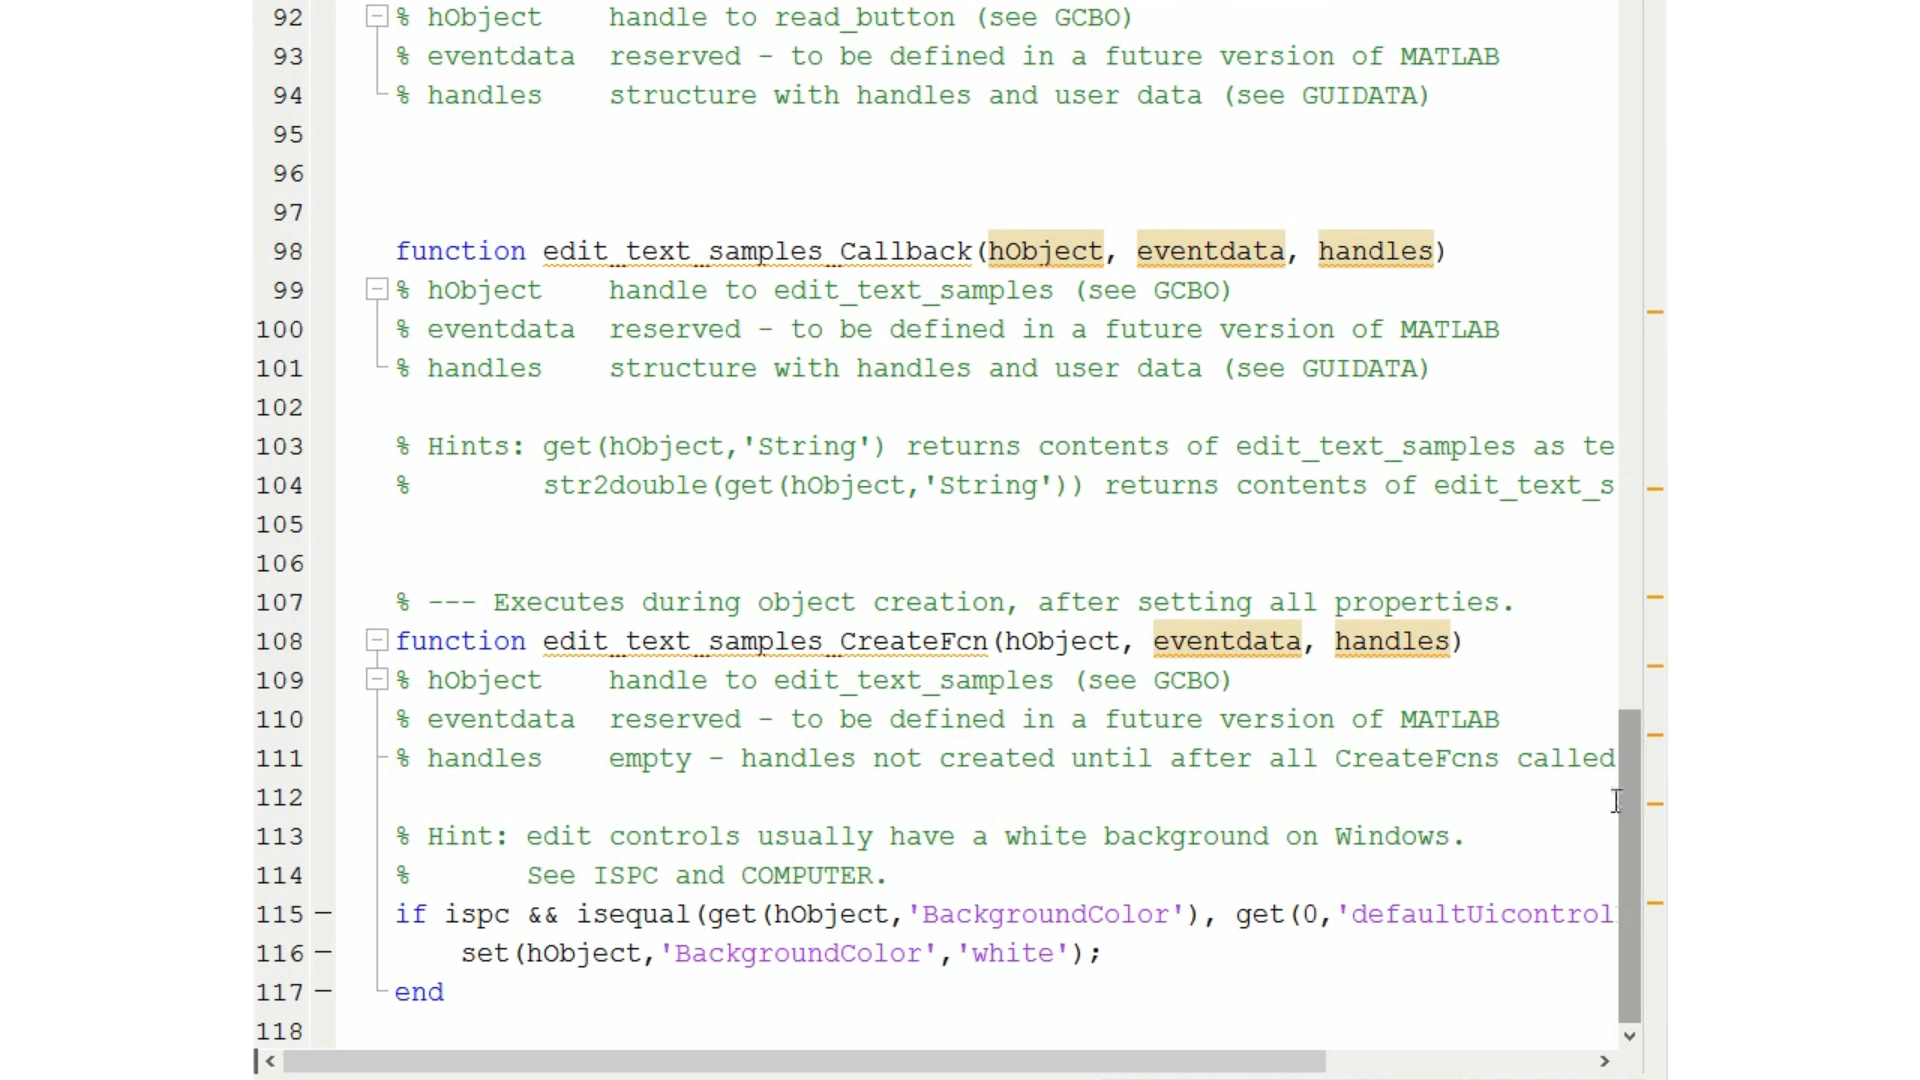 92 % hObject    handle to read_button (see GCBO)
93 % eventdata  reserved - to be defined in a future version of MATLAB
94 % handles    structure with handles and user data (see GUIDATA)
95
96
97
98 function edit_text_samples_Callback(hObject, eventdata, handles)
99 % hObject    handle to edit_text_samples (see GCBO)
100 % eventdata  reserved - to be defined in a future version of MATLAB
101 % handles    structure with handles and user data (see GUIDATA)
102
103 % Hints: get(hObject,'String') returns contents of edit_text_samples as te
104 %        str2double(get(hObject,'String')) returns contents of edit_text_s
105
106
107 % --- Executes during object creation, after setting all properties.
108 function edit_text_samples_CreateFcn(hObject, eventdata, handles)
109 % hObject    handle to edit_text_samples (see GCBO)
110 % eventdata  reserved - to be defined in a future version of MATLAB
111 % handles    empty - handles not created until after all CreateFcns called
112
113 % Hint: edit controls usually have a white background on Windows.
114 %       See ISPC and COMPUTER.
115 if ispc && isequal(get(hObject,'BackgroundColor'), get(0,'defaultUicontrol
116     set(hObject,'BackgroundColor','white');
117 end
118